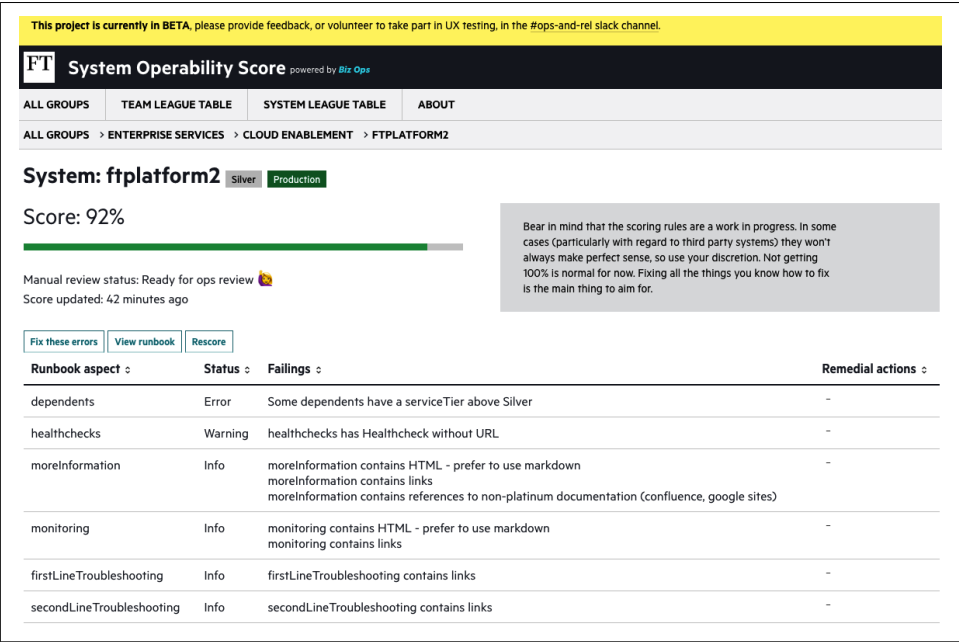 This project is currently in BETA, please provide feedback, or volunteer to take part in UX testing, in the #ops-and-rel slack channel.
FT System Operability Score powered by Biz Ops
ALL GROUPS TEAM LEAGUE TABLE SYSTEM LEAGUE TABLE ABOUT
ALL GROUPS > ENTERPRISE SERVICES > CLOUD ENABLEMENT > FTPLATFORM2
System: ftplatform2 Silver Production
Score: 92%
Bear in mind that the scoring rules are a work in progress. In some
cases (particularly with regard to third party systems) they won't
always make perfect sense, so use your discretion. Not getting
100% is normal for now. Fixing all the things you know how to fix
is the main thing to aim for.
Manual review status: Ready for ops review 🙋
Score updated: 42 minutes ago
Fix these errors View runbook Rescore
Runbook aspect Status Failings Remedial actions
dependents Error Some dependents have a serviceTier above Silver -
healthchecks Warning healthchecks has Healthcheck without URL -
moreInformation Info moreInformation contains HTML - prefer to use markdown -
moreInformation contains links
moreInformation contains references to non-platinum documentation (confluence, google sites)
monitoring Info monitoring contains HTML - prefer to use markdown -
monitoring contains links
firstLineTroubleshooting Info firstLineTroubleshooting contains links -
secondLineTroubleshooting Info secondLineTroubleshooting contains links -